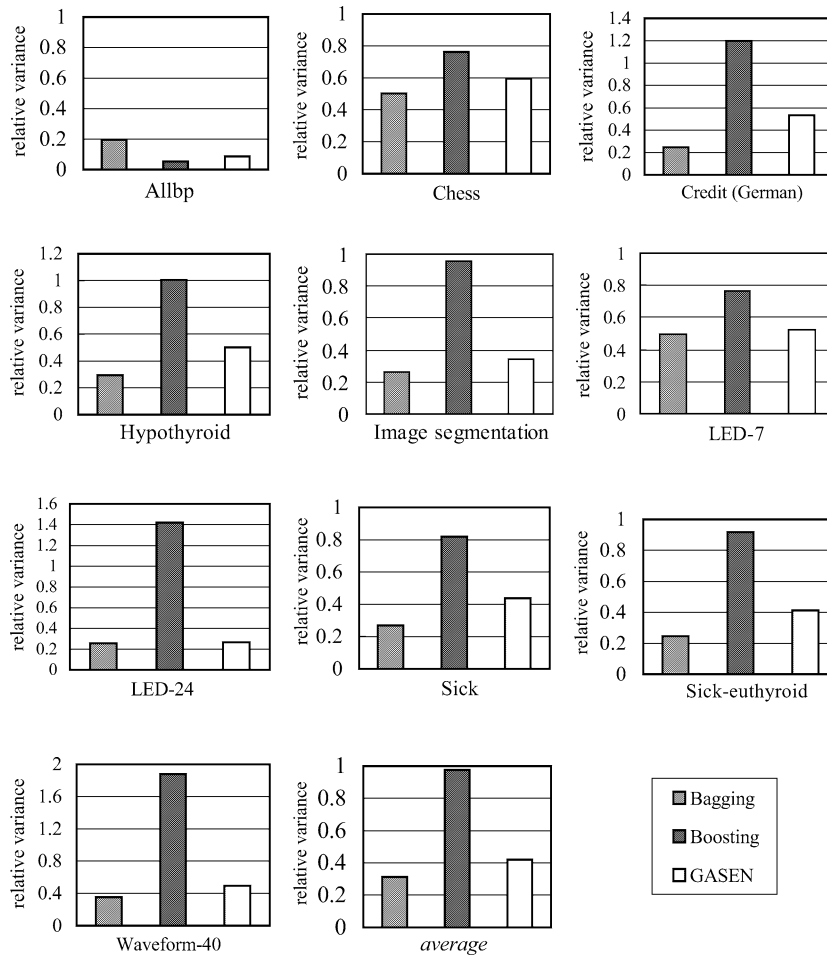 relative variance
1
0.8
0.6
0.4
0.2
0
Allbp
relative variance
1
0.8
0.6
0.4
0.2
0
Chess
relative variance
1.4
1.2
1
0.8
0.6
0.4
0.2
0
Credit (German)
relative variance
1.2
1
0.8
0.6
0.4
0.2
0
Hypothyroid
relative variance
1
0.8
0.6
0.4
0.2
0
Image segmentation
relative variance
1
0.8
0.6
0.4
0.2
0
LED-7
relative variance
1.6
1.4
1.2
1
0.8
0.6
0.4
0.2
0
LED-24
relative variance
1
0.8
0.6
0.4
0.2
0
Sick
relative variance
1
0.8
0.6
0.4
0.2
0
Sick-euthyroid
relative variance
2
1.6
1.2
0.8
0.4
0
Waveform-40
relative variance
1
0.8
0.6
0.4
0.2
0
average
Bagging
Boosting
GASEN